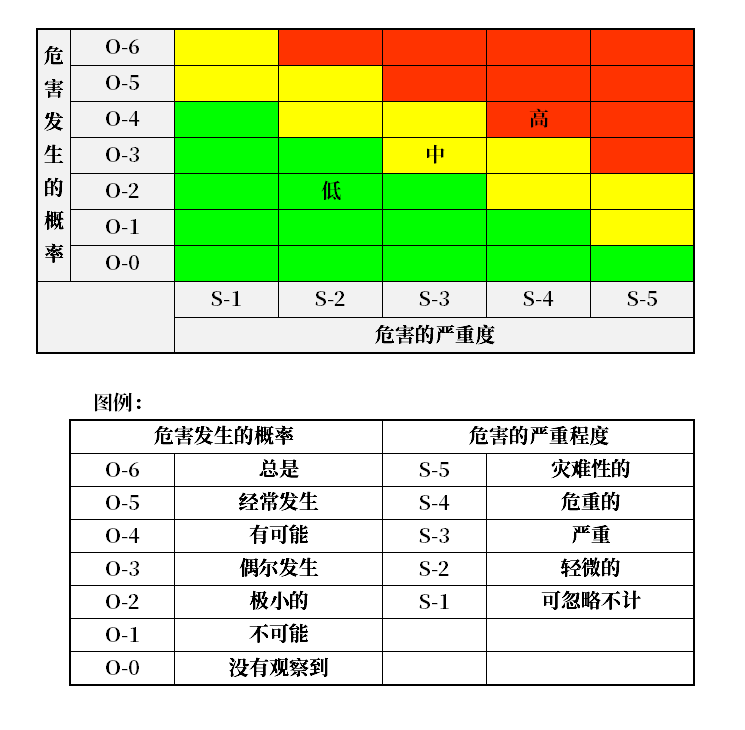 危害发生的概率
O-6
O-5
O-4 高
O-3 中
O-2 低
O-1
O-0
S-1 S-2 S-3 S-4 S-5
危害的严重度
图例：
危害发生的概率 危害的严重程度
O-6 总是 S-5 灾难性的
O-5 经常发生 S-4 危重的
O-4 有可能 S-3 严重
O-3 偶尔发生 S-2 轻微的
O-2 极小的 S-1 可忽略不计
O-1 不可能
O-0 没有观察到